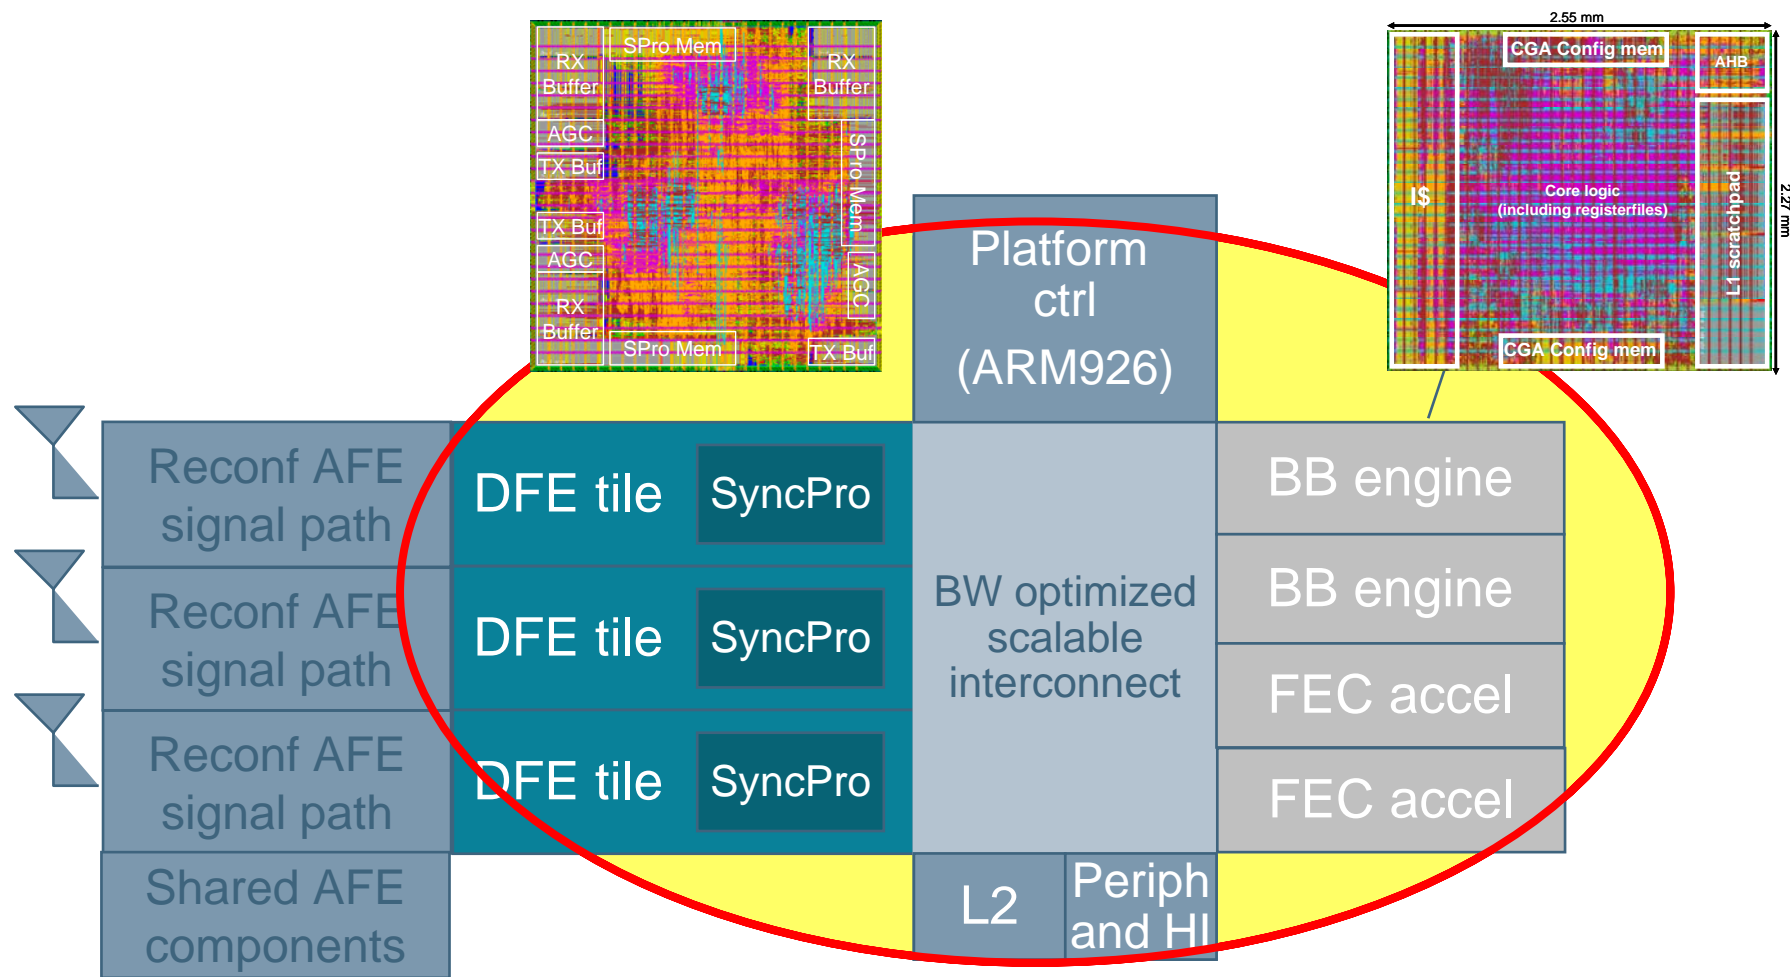 SPro Mem
RX
Buffer
RX
Buffer
AGC
TX Buf
SPro Mem
TX Buf
AGC
AGC
RX
Buffer
SPro Mem
TX Buf
2.55 mm
CGA Config mem
AHB
I$
Core logic
(including registerfiles)
L1 scratchpad
2.27 mm
CGA Config mem
Platform
ctrl
(ARM926)
Reconf AFE
signal path
DFE tile
SyncPro
BB engine
Reconf AFE
signal path
DFE tile
SyncPro
BW optimized
scalable
interconnect
BB engine
Reconf AFE
signal path
DFE tile
SyncPro
FEC accel
FEC accel
Shared AFE
components
L2
Periph
and HI